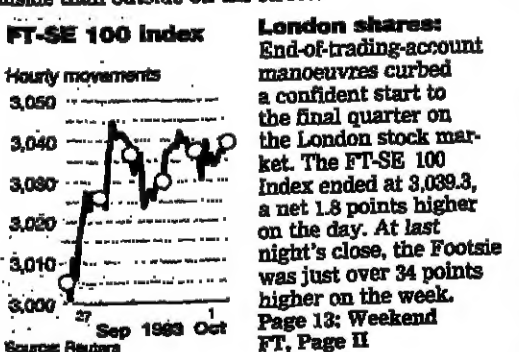 FT-SE 100 Index
Hourly movements
3,050
3,040
3,030
3,020
3,010
3,000
27 1
Sep 1993 Oct
Source: Reuters
London shares:
End-of-trading-account
manoeuvres curbed
a confident start to
the final quarter on
the London stock mar-
ket. The FT-SE 100
Index ended at 3,039.3,
a net 1.8 points higher
on the day. At last
night's close, the Footsie
was just over 34 points
higher on the week.
Page 13; Weekend
FT, Page II